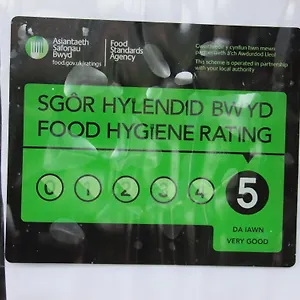 Asiantaeth
Safonau
Bwyd
food.gov.uk/ratings
Food
Standards
Agency
This scheme is operated in partnership
with your local authority
SGÔR HYLENDID BWYD
FOOD HYGIENE RATING
0 1 2 3 4 5
DA IAWN
VERY GOOD